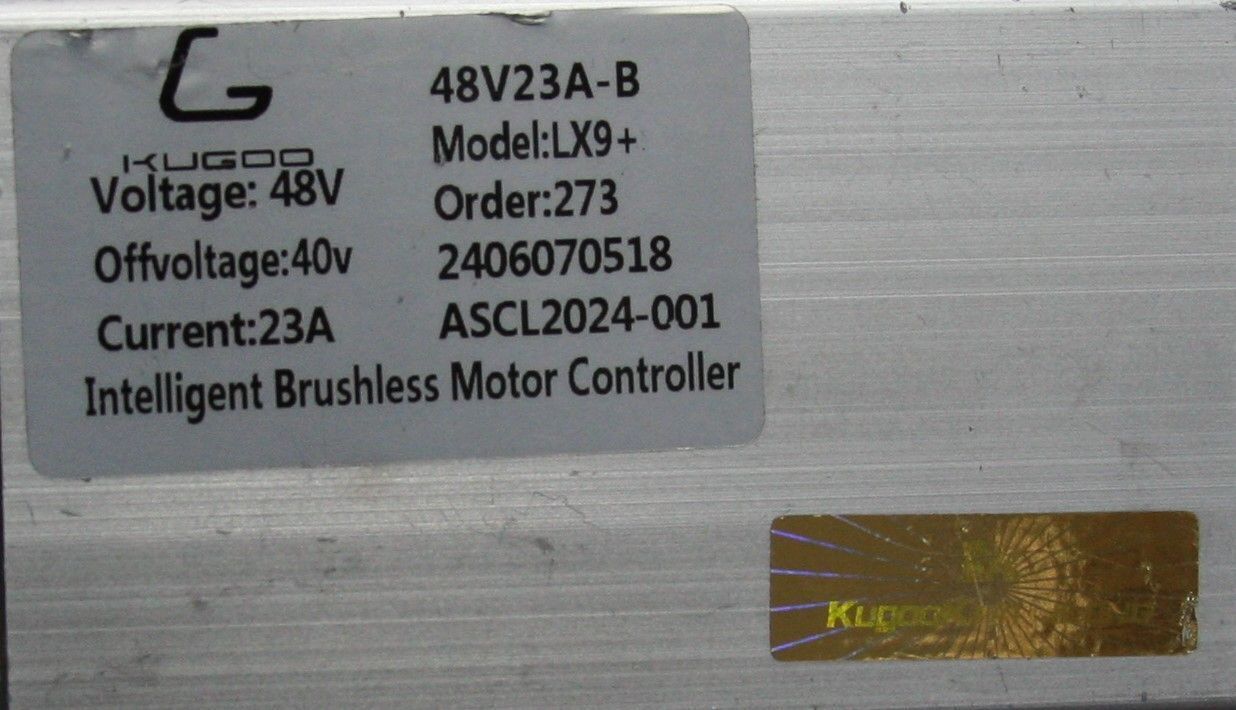 KUGOO
Voltage: 48V
Offvoltage:40v
Current:23A
48V23A-B
Model:LX9+
Order:273
2406070518
ASCL2024-001
Intelligent Brushless Motor Controller